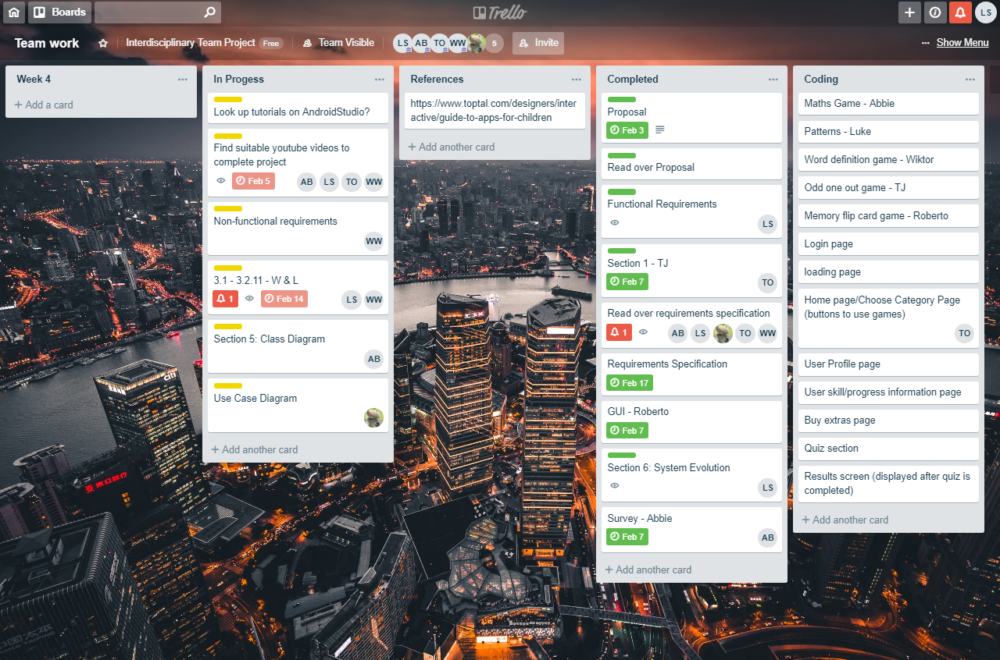 Boards
Trello
LS
Team work
Interdisciplinary Team Project Free
Team Visible
LS AB TO WW 5
Invite
Show Menu
Week 4
+ Add a card
In Progess
Look up tutorials on AndroidStudio?
Find suitable youtube videos to
complete project
Feb 5
AB LS TO WW
Non-functional requirements
WW
3.1 - 3.2.11 - W & L
1 Feb 14
LS WW
Section 5: Class Diagram
AB
Use Case Diagram
+ Add another card
References
https://www.toptal.com/designers/inter
active/guide-to-apps-for-children
+ Add another card
Completed
Proposal
Feb 3
Read over Proposal
Functional Requirements
LS
Section 1 - TJ
Feb 7
TO
Read over requirements specification
1
AB LS TO WW
Requirements Specification
Feb 17
GUI - Roberto
Feb 7
Section 6: System Evolution
LS
Survey - Abbie
Feb 7
AB
+ Add another card
Coding
Maths Game - Abbie
Patterns - Luke
Word definition game - Wiktor
Odd one out game - TJ
Memory flip card game - Roberto
Login page
loading page
Home page/Choose Category Page
(buttons to use games)
TO
User Profile page
User skill/progress information page
Buy extras page
Quiz section
Results screen (displayed after quiz is
completed)
+ Add another card
citi